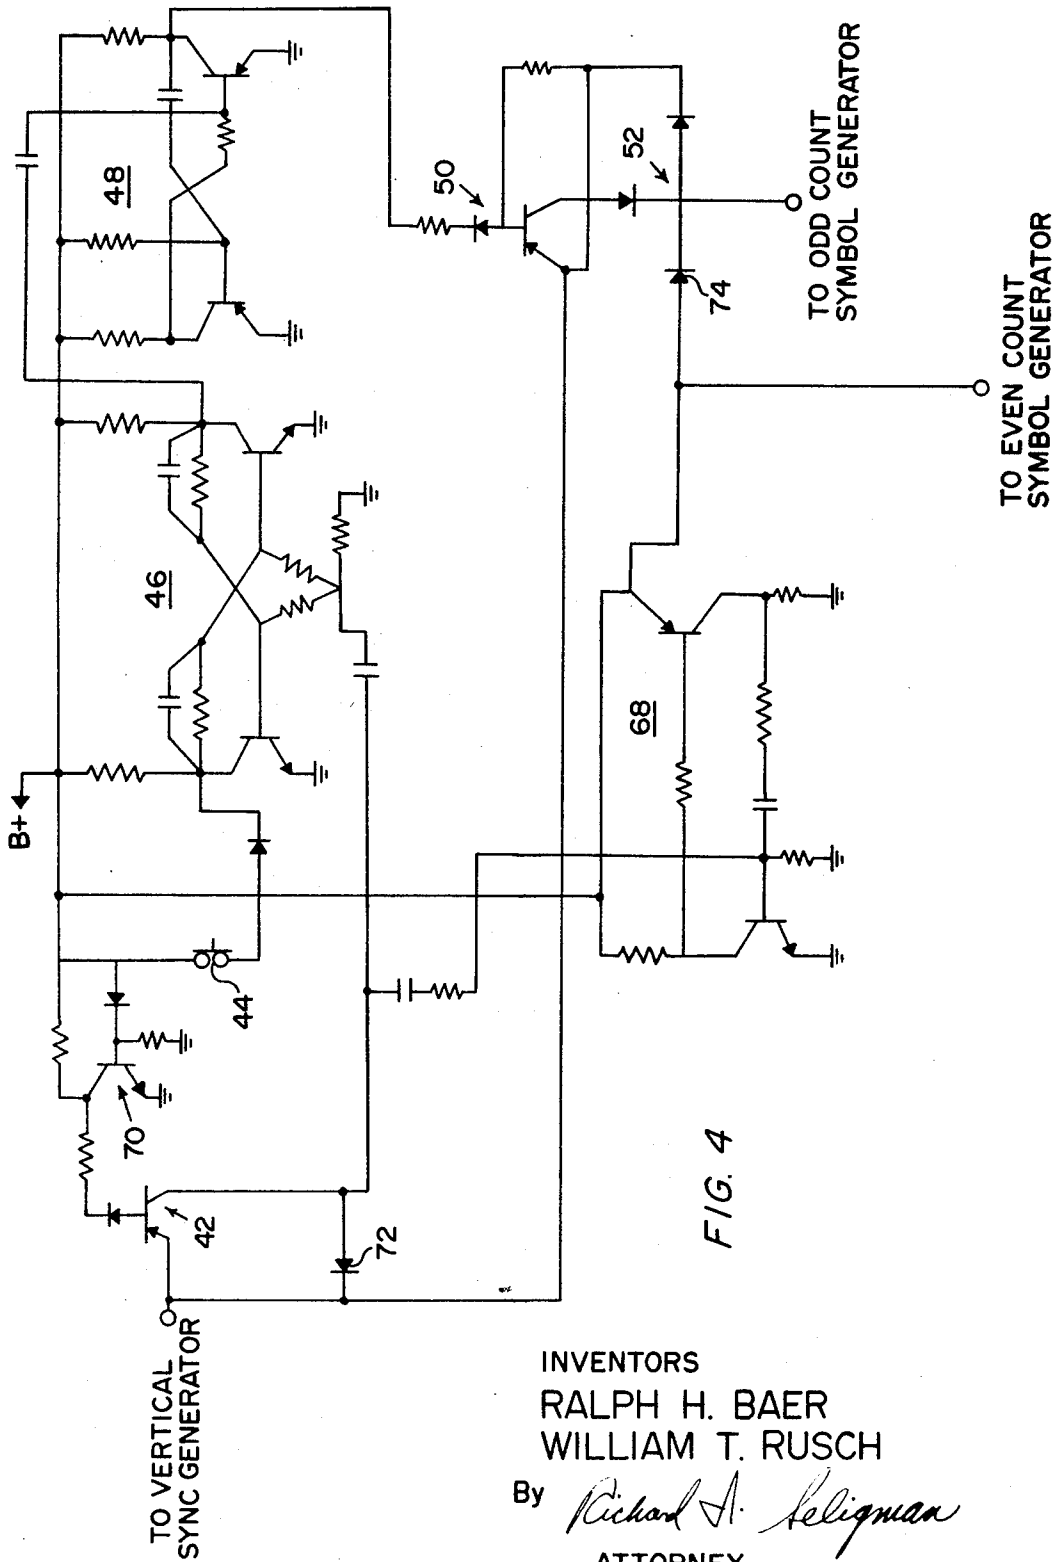 B+
48
46
44
70
42
72
50
52
74
68
TO VERTICAL
SYNC GENERATOR
TO ODD COUNT
SYMBOL GENERATOR
TO EVEN COUNT
SYMBOL GENERATOR
FIG. 4
INVENTORS
RALPH H. BAER
WILLIAM T. RUSCH
By Richard I. Seligman
ATTORNEY